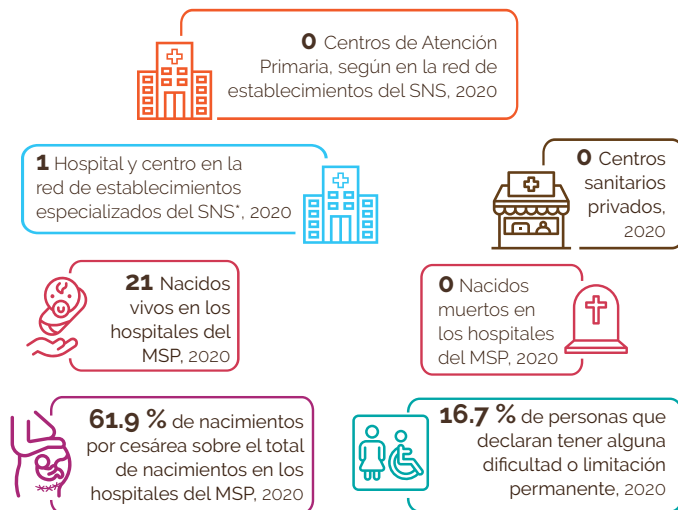 0 Centros de Atención
Primaria, según en la red de
establecimientos del SNS, 2020
1 Hospital y centro en la
red de establecimientos
especializados del SNS*, 2020
0 Centros
sanitarios
privados,
2020
21 Nacidos
vivos en los
hospitales del
MSP, 2020
0 Nacidos
muertos en
los hospitales
del MSP, 2020
61.9 % de nacimientos
por cesárea sobre el total
de nacimientos en los
hospitales del MSP, 2020
16.7 % de personas que
declaran tener alguna
dificultad o limitación
permanente, 2020